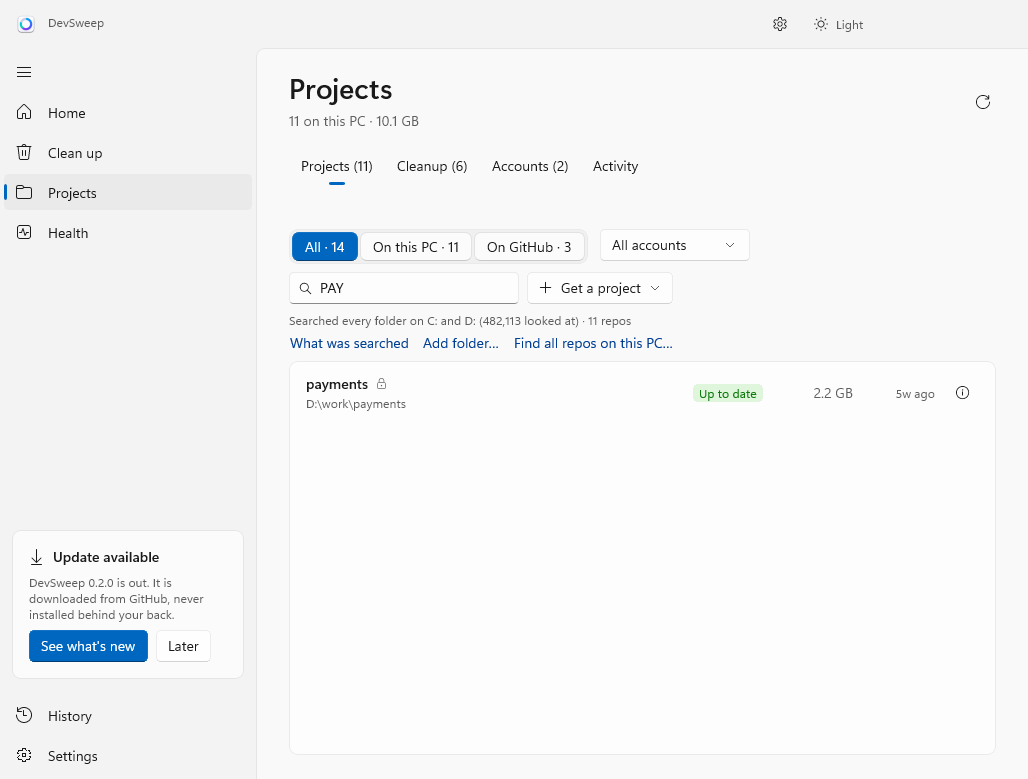 DevSweep
Light
Home
Clean up
Projects
Health
Projects
11 on this PC · 10.1 GB
Projects (11) Cleanup (6) Accounts (2) Activity
All · 14 On this PC · 11 On GitHub · 3 All accounts
PAY Get a project
Searched every folder on C: and D: (482,113 looked at) · 11 repos
What was searched Add folder... Find all repos on this PC...
payments Up to date 2.2 GB 5w ago
D:\work\payments
Update available
DevSweep 0.2.0 is out. It is
downloaded from GitHub, never
installed behind your back.
See what's new Later
History
Settings